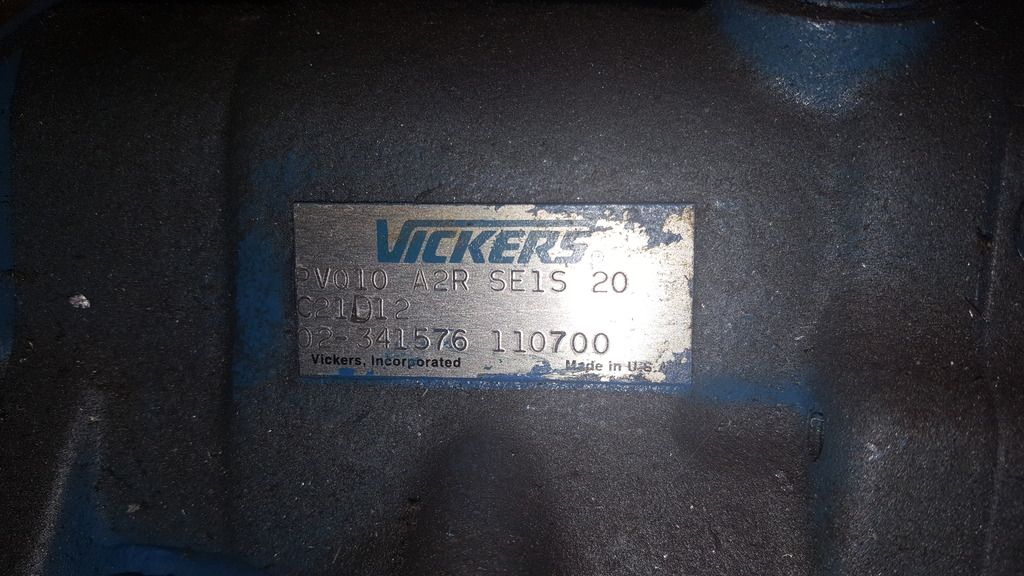 VICKERS
PV010 A2R SE1S 20
C21D12
02-341576 110700
Vickers, Incorporated
Made in U.S.